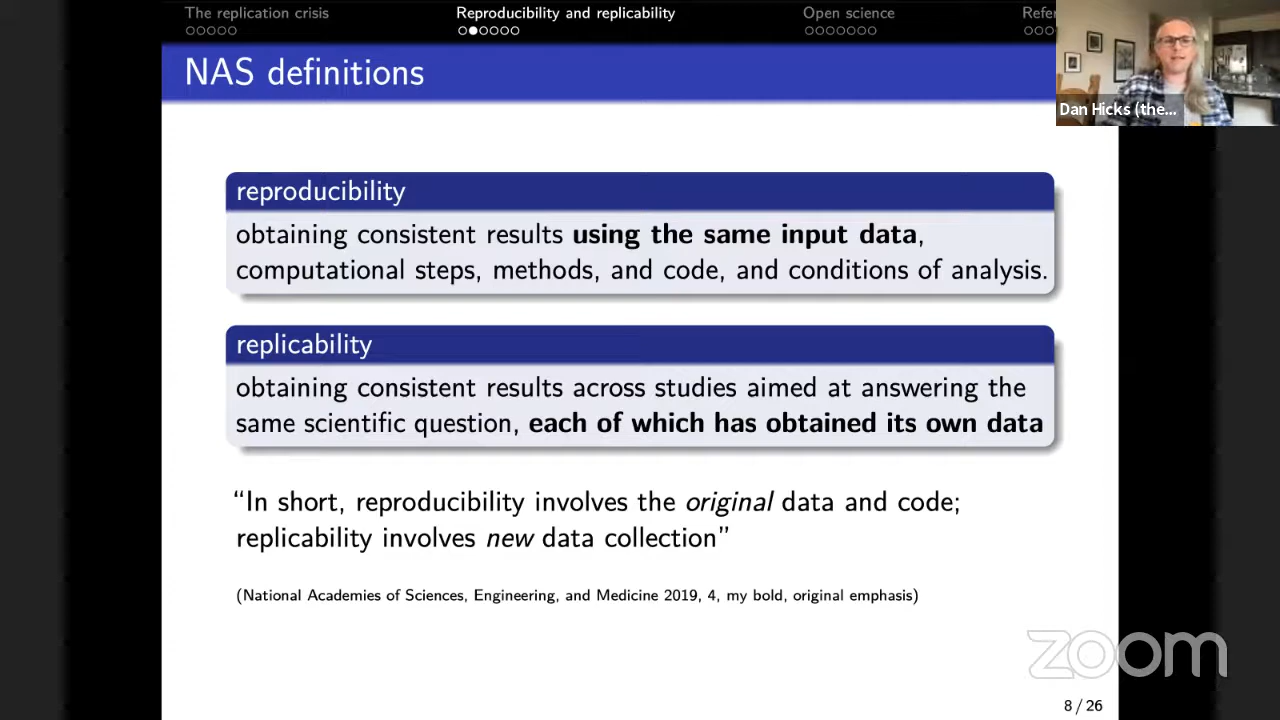 The replication crisis
Reproducibility and replicability
Open science
Refer
NAS definitions
Dan Hicks (the...
reproducibility
obtaining consistent results using the same input data,
computational steps, methods, and code, and conditions of analysis.
replicability
obtaining consistent results across studies aimed at answering the
same scientific question, each of which has obtained its own data
“In short, reproducibility involves the original data and code;
replicability involves new data collection”
(National Academies of Sciences, Engineering, and Medicine 2019, 4, my bold, original emphasis)
zoom
8 / 26